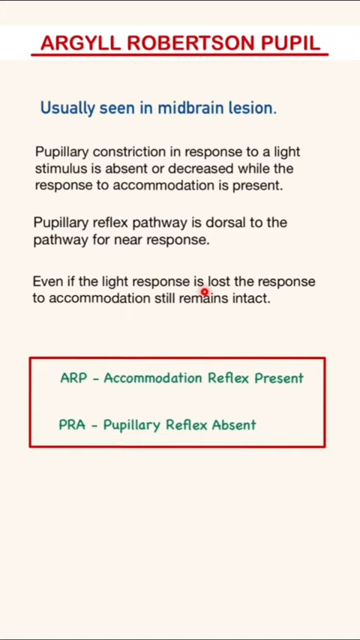 ARGYLL ROBERTSON PUPIL
Usually seen in midbrain lesion.
Pupillary constriction in response to a light
stimulus is absent or decreased while the
response to accommodation is present.
Pupillary reflex pathway is dorsal to the
pathway for near response.
Even if the light response is lost the response
to accommodation still remains intact.
ARP – Accommodation Reflex Present
PRA – Pupillary Reflex Absent